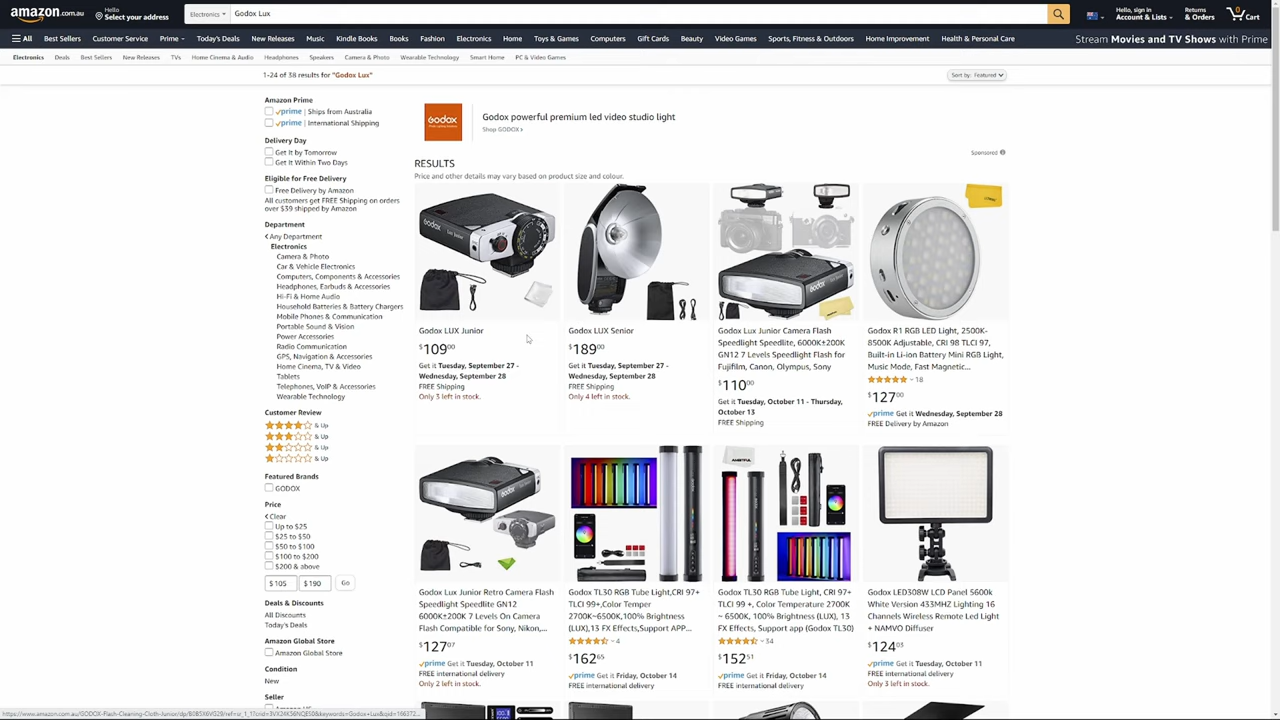 amazon.com.au
Hello
Select your address
Electronics
Godox Lux
Hello, sign in
Account & Lists
Returns
& Orders
0
Cart
All
Best Sellers
Customer Service
Prime
Today's Deals
New Releases
Music
Kindle Books
Books
Fashion
Electronics
Home
Toys & Games
Computers
Gift Cards
Beauty
Video Games
Sports, Fitness & Outdoors
Home Improvement
Health & Personal Care
Stream Movies and TV Shows with Prime
Electronics
Deals
Best Sellers
New Releases
TVs
Home Cinema & Audio
Headphones
Speakers
Camera & Photo
Wearable Technology
Smart Home
PC & Video Games
1-24 of 38 results for "Godox Lux"
Sort by: Featured
Amazon Prime
prime | Ships from Australia
prime | International Shipping
Delivery Day
Get It by Tomorrow
Get It Within Two Days
Eligible for Free Delivery
Free Delivery by Amazon
All customers get FREE Shipping on orders
over $39 shipped by Amazon
Department
Any Department
Electronics
Camera & Photo
Car & Vehicle Electronics
Computers, Components & Accessories
Headphones, Earbuds & Accessories
Hi-Fi & Home Audio
Household Batteries & Battery Chargers
Mobile Phones & Communication
Portable Sound & Vision
Power Accessories
Radio Communication
GPS, Navigation & Accessories
Home Cinema, TV & Video
Tablets
Telephones, VoIP & Accessories
Wearable Technology
Customer Review
& Up
& Up
& Up
& Up
Featured Brands
GODOX
Price
Clear
Up to $25
$25 to $50
$50 to $100
$100 to $200
$200 & above
$ 105
$ 190
Go
Deals & Discounts
All Discounts
Today's Deals
Amazon Global Store
Amazon Global Store
Condition
New
Seller
Godox
Godox powerful premium led video studio light
Shop GODOX ›
Sponsored
RESULTS
Price and other details may vary based on product size and colour.
Godox LUX Junior
$109.00
Get it Tuesday, September 27 -
Wednesday, September 28
FREE Shipping
Only 3 left in stock.
Godox LUX Senior
$189.00
Get it Tuesday, September 27 -
Wednesday, September 28
FREE Shipping
Only 4 left in stock.
Godox Lux Junior Camera Flash
Speedlight Speedlite, 6000K±200K
GN12 7 Levels Speedlight Flash for
Fujifilm, Canon, Olympus, Sony
$110.00
Get it Tuesday, October 11 - Thursday,
October 13
FREE Shipping
Godox R1 RGB LED Light, 2500K-
8500K Adjustable, CRI 98 TLCI 97,
Built-in Li-ion Battery Mini RGB Light,
Music Mode, Fast Magnetic...
18
$127.00
prime Get it Wednesday, September 28
FREE Delivery by Amazon
Godox Lux Junior Retro Camera Flash
Speedlight Speedlite GN12
6000K±200K 7 Levels On Camera
Flash Compatible for Sony, Nikon,...
$127.07
prime Get it Tuesday, October 11
FREE international delivery
Only 2 left in stock.
Godox TL30 RGB Tube Light,CRI 97+
TLCI 99+,Color Temper
2700K~6500K,100% Brightness
(LUX),13 FX Effects,Support APP...
4
$162.65
prime Get it Friday, October 14
FREE international delivery
Godox TL30 RGB Tube Light, CRI 97+
TLCI 99 +, Color Temperature 2700K
~ 6500K, 100% Brightness (LUX), 13
FX Effects, Support app (Godox TL30)
34
$152.51
prime Get it Friday, October 14
FREE international delivery
Godox LED308W LCD Panel 5600k
White Version 433MHZ Lighting 16
Channels Wireless Remote Led Light
+ NAMVO Diffuser
$124.03
prime Get it Tuesday, October 11
FREE international delivery
Only 3 left in stock.